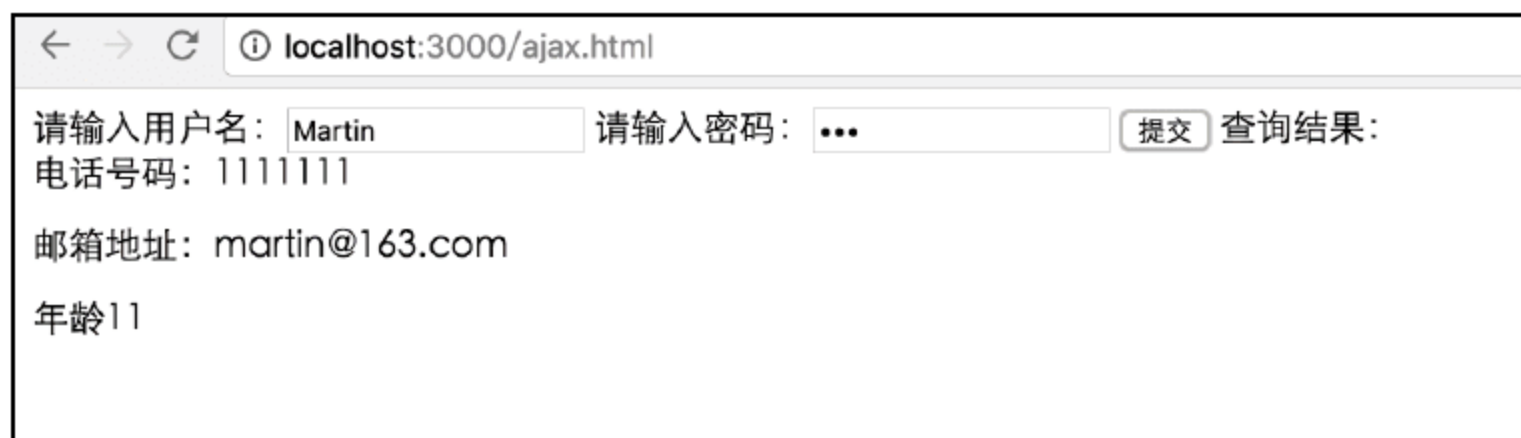 localhost:3000/ajax.html
请输入用户名：Martin 请输入密码：••• 提交 查询结果：
电话号码：1111111
邮箱地址：martin@163.com
年龄11